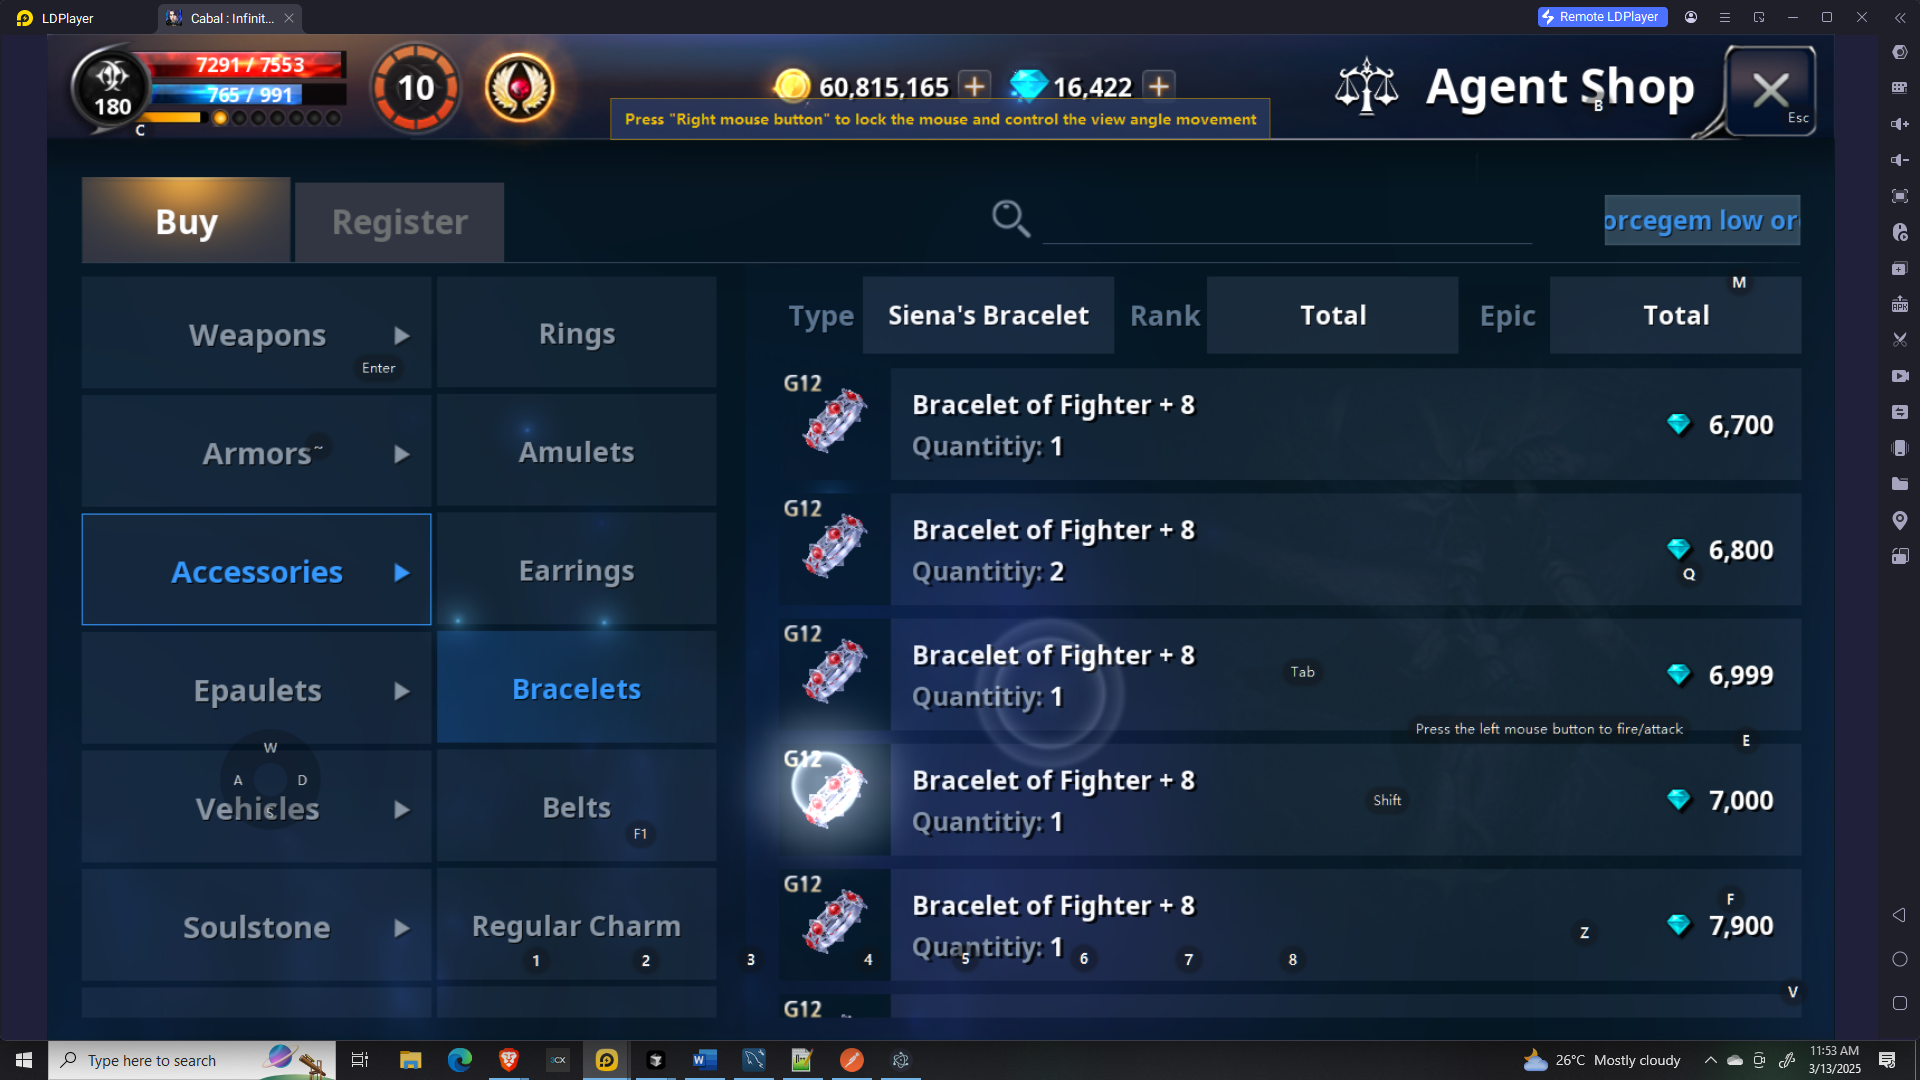 LDPlayer
Cabal : Infinit...
Remote LDPlayer
7291 / 7553
765 / 991
180
C
10
60,815,165
16,422
Press "Right mouse button" to lock the mouse and control the view angle movement
Agent Shop
B
Esc
Buy
Register
orcegem low or
Weapons
Enter
Armors
~
Accessories
Epaulets
W
A
D
S
Vehicles
Soulstone
Rings
Amulets
Earrings
Bracelets
Belts
F1
Regular Charm
Type
Siena's Bracelet
Rank
Total
Epic
Total
M
G12
Bracelet of Fighter + 8
Quantitiy: 1
6,700
G12
Bracelet of Fighter + 8
Quantitiy: 2
6,800
Q
G12
Bracelet of Fighter + 8
Quantitiy: 1
6,999
Tab
Press the left mouse button to fire/attack
E
G12
Bracelet of Fighter + 8
Quantitiy: 1
7,000
Shift
G12
Bracelet of Fighter + 8
Quantitiy: 1
7,900
F
Z
1
2
3
4
5
6
7
8
V
G12
Type here to search
3CX
26°C Mostly cloudy
11:53 AM
3/13/2025